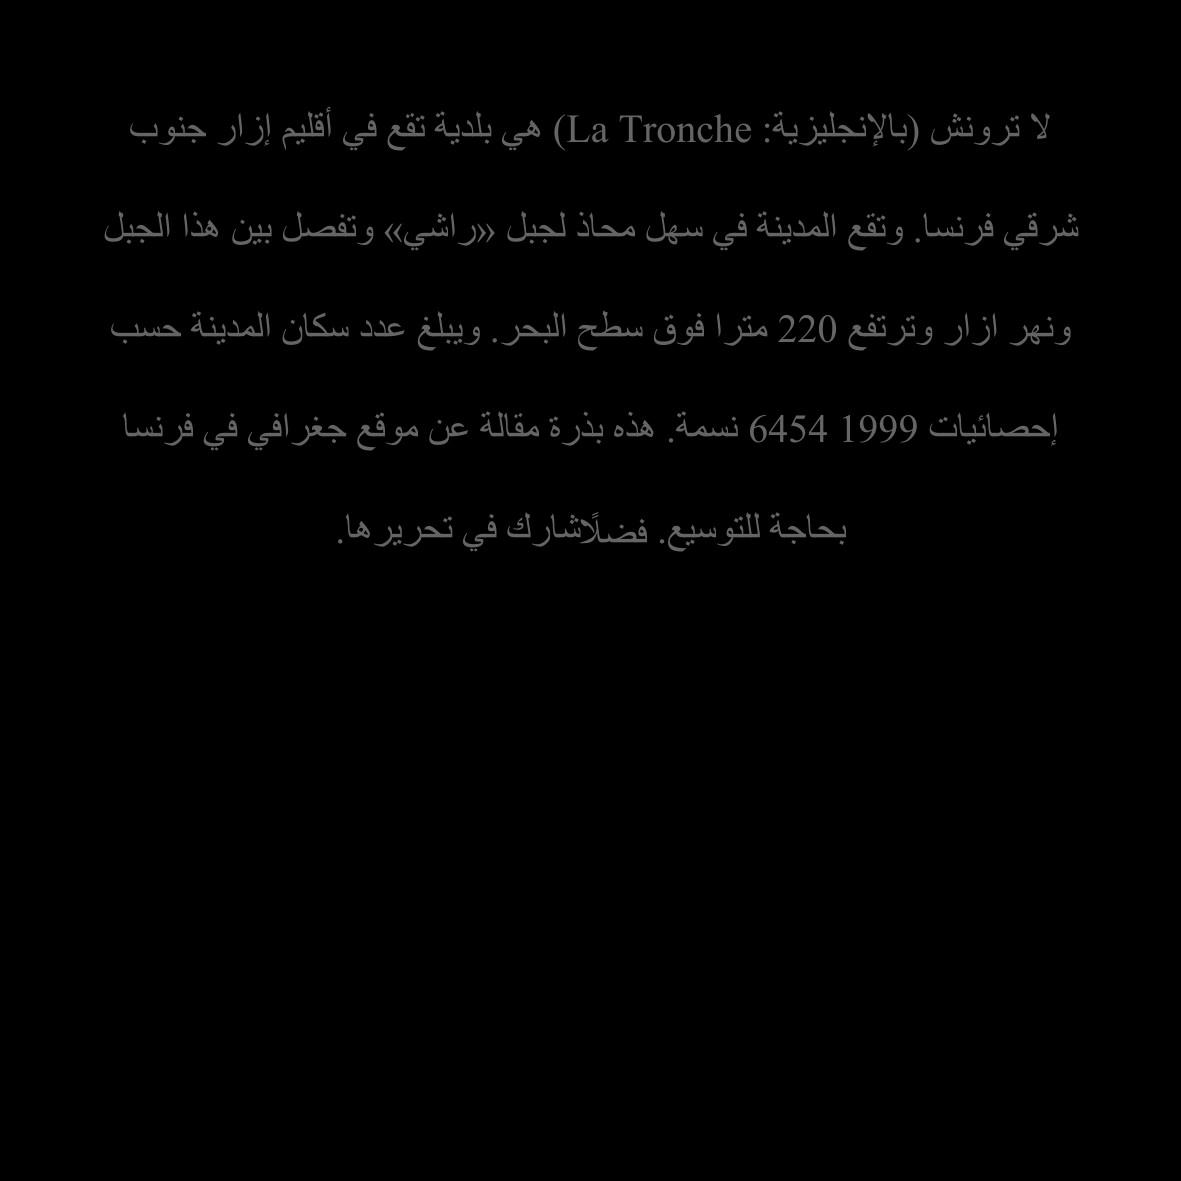 لا ترونش (بالإنجليزية: La Tronche) هي بلدية تقع في أقليم إزار جنوب
شرقي فرنسا. وتقع المدينة في سهل محاذ لجبل «راشي» وتفصل بين هذا الجبل
ونهر ازار وترتفع 220 مترا فوق سطح البحر. ويبلغ عدد سكان المدينة حسب
إحصائيات 1999 6454 نسمة. هذه بذرة مقالة عن موقع جغرافي في فرنسا
بحاجة للتوسيع. فضلًاشارك في تحريرها.